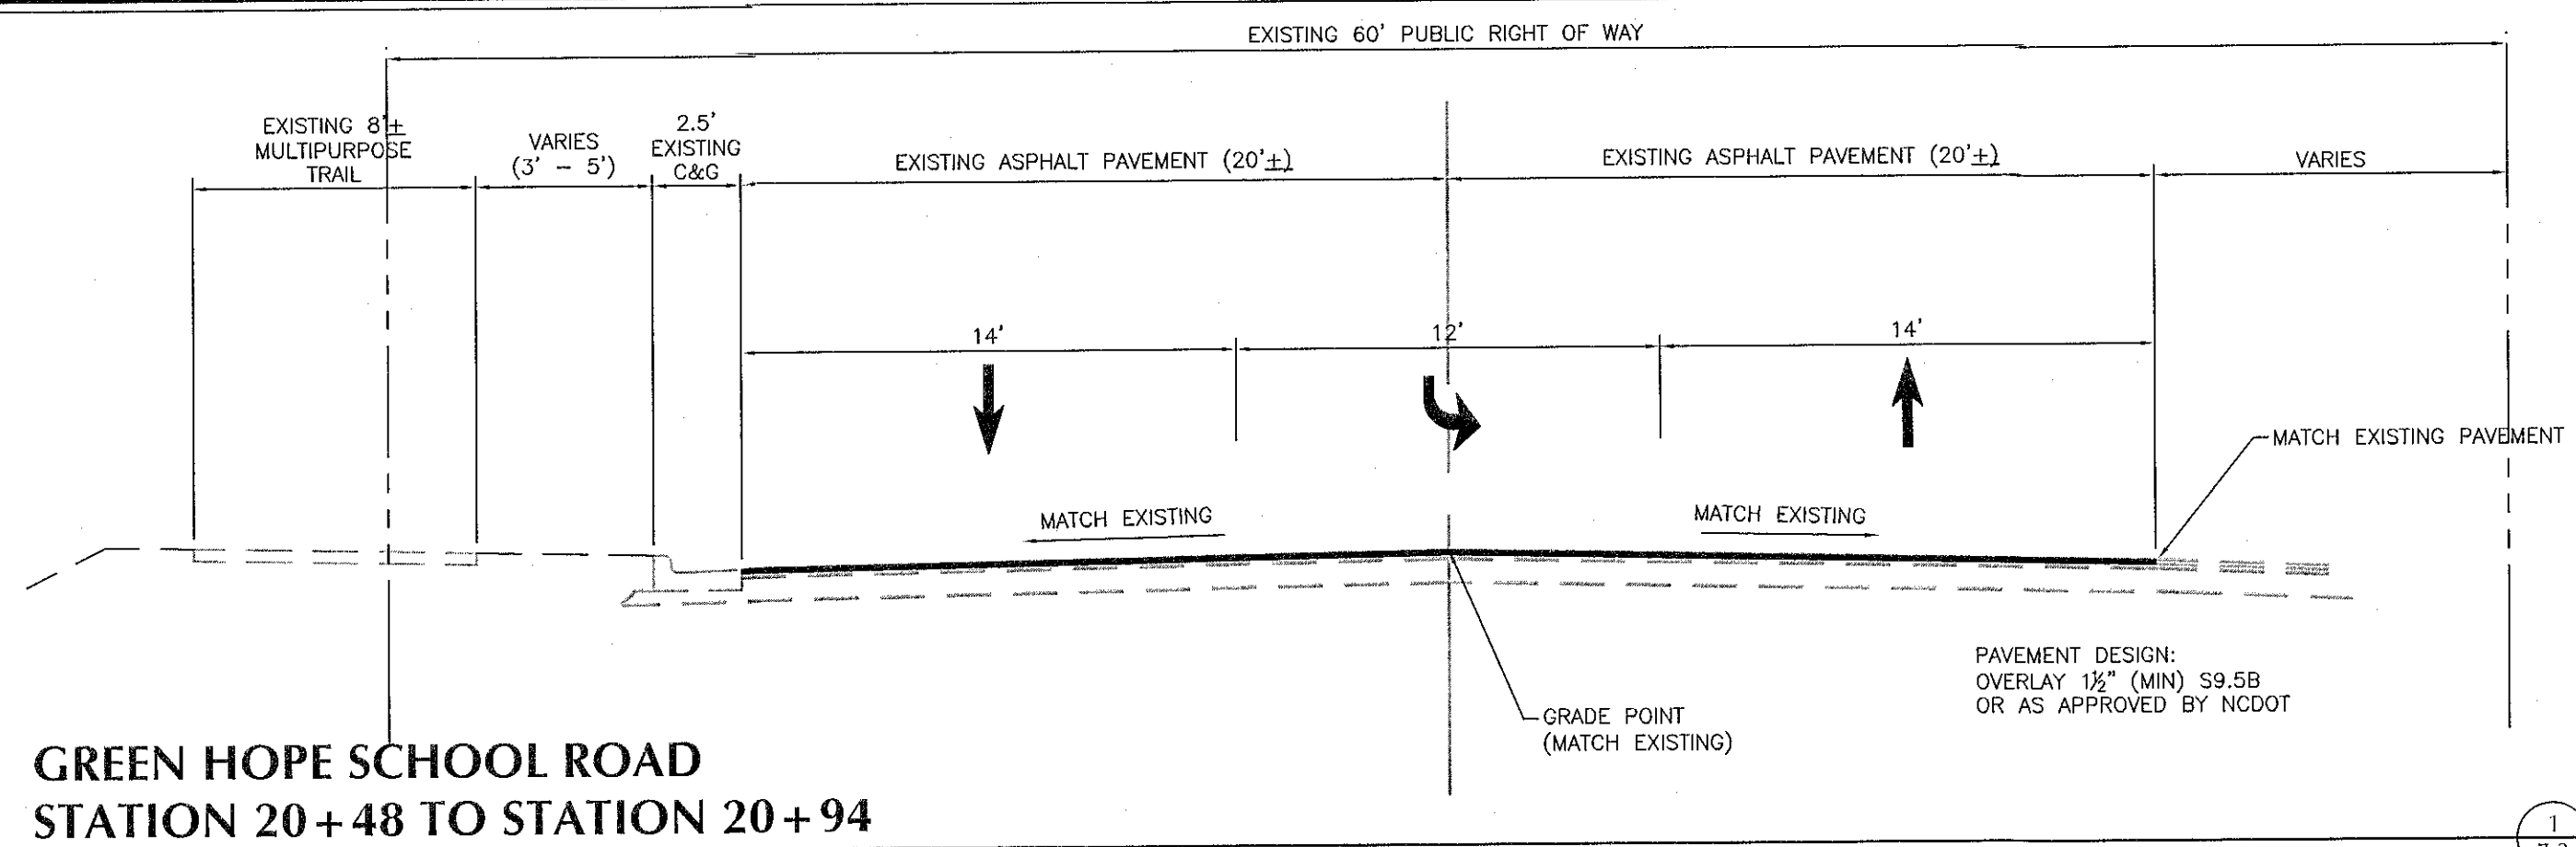 EXISTING 60' PUBLIC RIGHT OF WAY
EXISTING 8'±
MULTIPURPOSE
TRAIL
VARIES
(3' - 5')
2.5'
EXISTING
C&G
EXISTING ASPHALT PAVEMENT (20'±)
EXISTING ASPHALT PAVEMENT (20'±)
VARIES
14'
12'
14'
MATCH EXISTING
MATCH EXISTING
MATCH EXISTING PAVEMENT
GRADE POINT
(MATCH EXISTING)
PAVEMENT DESIGN:
OVERLAY 1½" (MIN) S9.5B
OR AS APPROVED BY NCDOT
GREEN HOPE SCHOOL ROAD
STATION 20+48 TO STATION 20+94
1